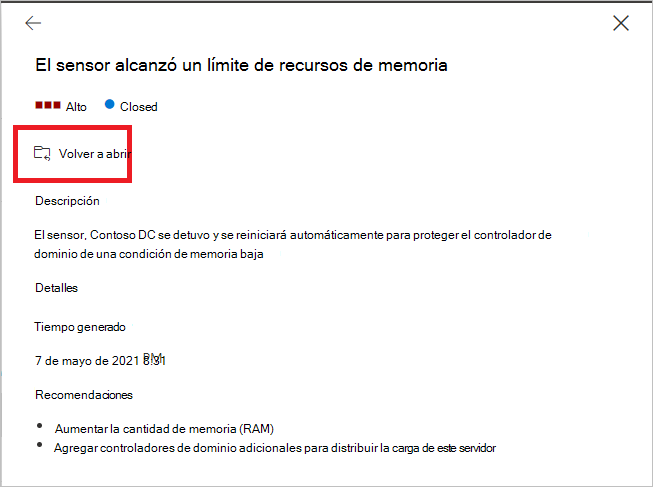 El sensor alcanzó un límite de recursos de memoria
Alto Closed
Volver a abrir
Descripción
El sensor, Contoso DC se detuvo y se reiniciará automáticamente para proteger el controlador de
dominio de una condición de memoria baja
Detalles
Tiempo generado
7 de mayo de 2021 PM
Recomendaciones
Aumentar la cantidad de memoria (RAM)
Agregar controladores de dominio adicionales para distribuir la carga de este servidor